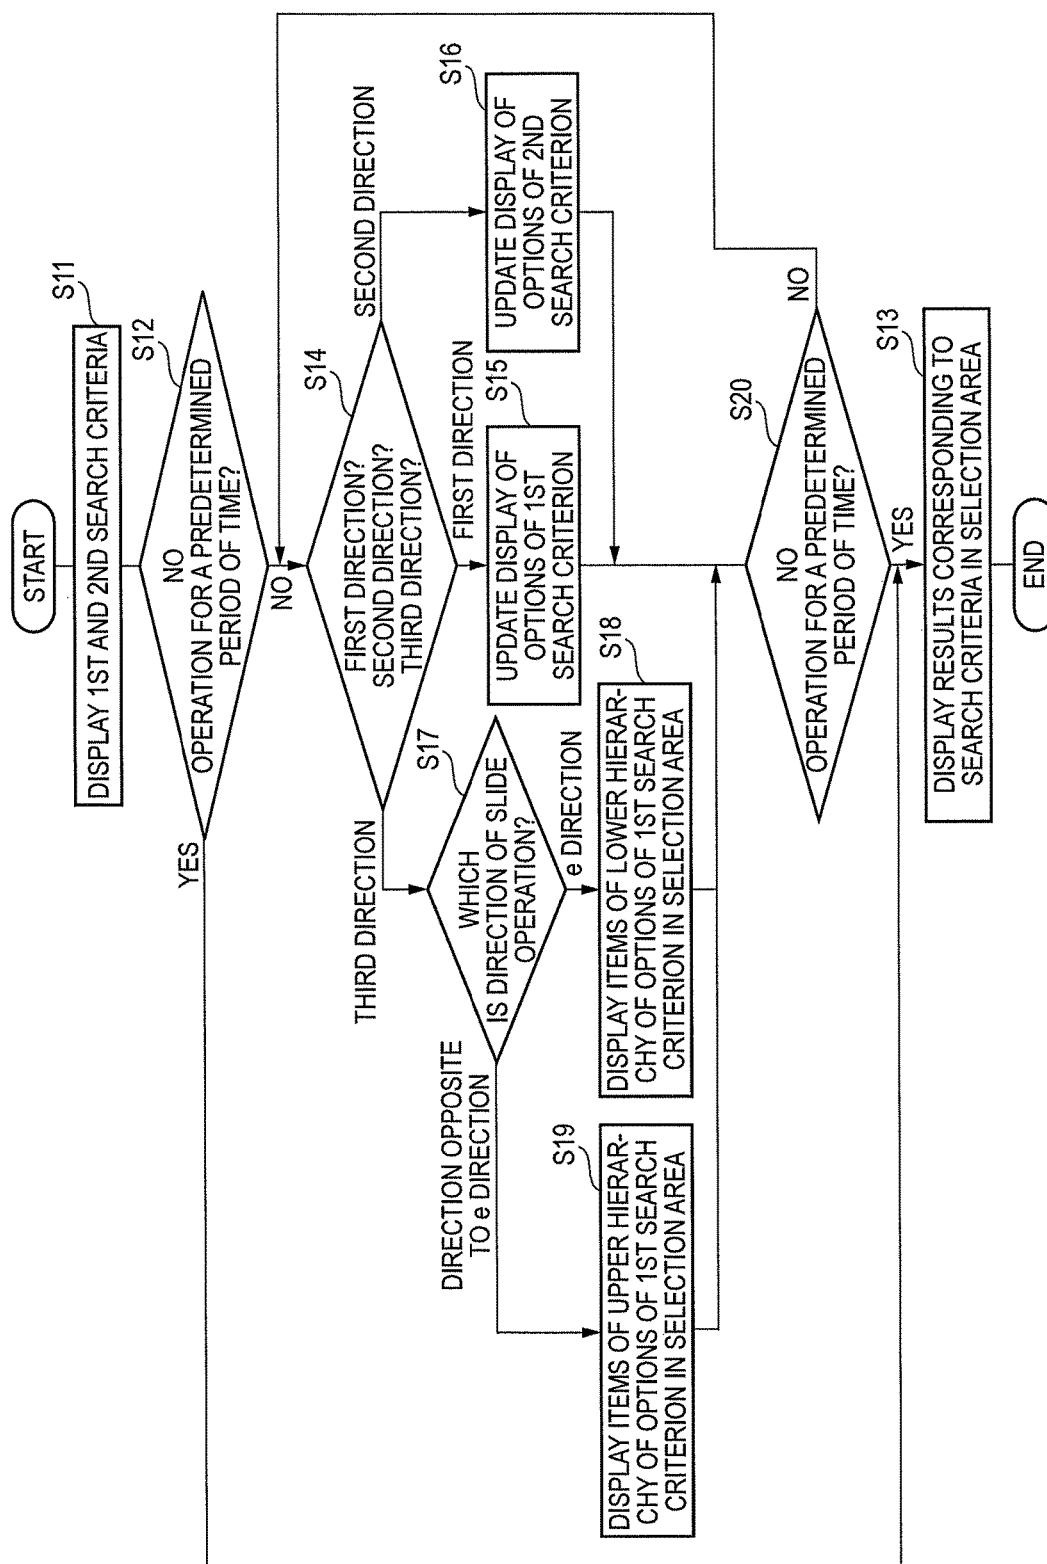 START
S11
DISPLAY 1ST AND 2ND SEARCH CRITERIA
S12
NO
OPERATION FOR A PREDETERMINED
PERIOD OF TIME?
YES
NO
S14
FIRST DIRECTION?
SECOND DIRECTION?
THIRD DIRECTION?
THIRD DIRECTION
FIRST DIRECTION
SECOND DIRECTION
S17
WHICH
IS DIRECTION OF SLIDE
OPERATION?
DIRECTION OPPOSITE
TO e DIRECTION
e DIRECTION
S15
UPDATE DISPLAY OF
OPTIONS OF 1ST
SEARCH CRITERION
S16
UPDATE DISPLAY OF
OPTIONS OF 2ND
SEARCH CRITERION
S19
DISPLAY ITEMS OF UPPER HIERAR-
CHY OF OPTIONS OF 1ST SEARCH
CRITERION IN SELECTION AREA
S18
DISPLAY ITEMS OF LOWER HIERAR-
CHY OF OPTIONS OF 1ST SEARCH
CRITERION IN SELECTION AREA
S20
NO
OPERATION FOR A PREDETERMINED
PERIOD OF TIME?
NO
YES
S13
DISPLAY RESULTS CORRESPONDING TO
SEARCH CRITERIA IN SELECTION AREA
END